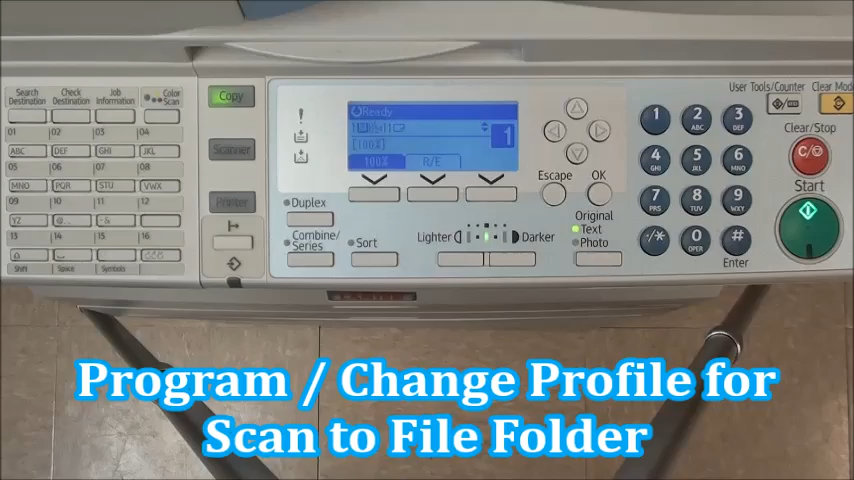 User Tools/Counter
Clear Mod
Search Destination
Check Destination
Job Information
Color Scan
Copy
Ready
Clear/Stop
C/
01 02 03 04
ABC DEF GHI JKL
[100%]
1
100% R/E
1 2 ABC 3 DEF
4 GHI 5 JKL 6 MNO
Scanner
05 06 07 08
MNO PQR STU VWX
Escape
OK
Start
Printer
7 PRS 8 TUV 9 WXY
09 10 11 12
YZ @.. -&
Duplex
Original
Text
Photo
Combine/
Series
Sort
Lighter
Darker
./* 0 OPER #
Enter
13 14 15 16
Shift Space Symbols
Program / Change Profile for
Scan to File Folder